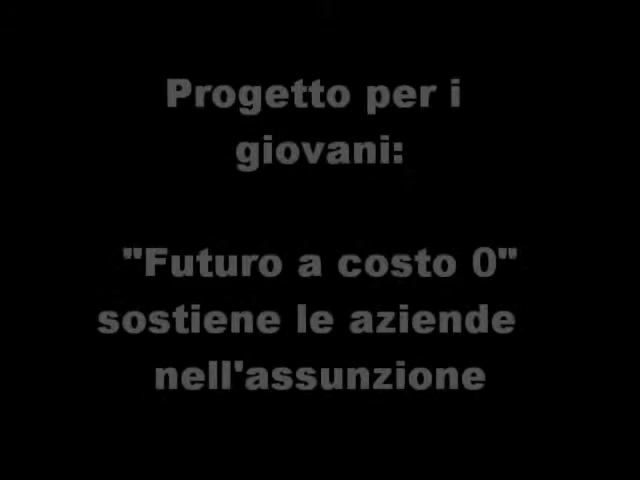 Progetto per i
giovani:
"Futuro a costo 0"
sostiene le aziende
nell'assunzione